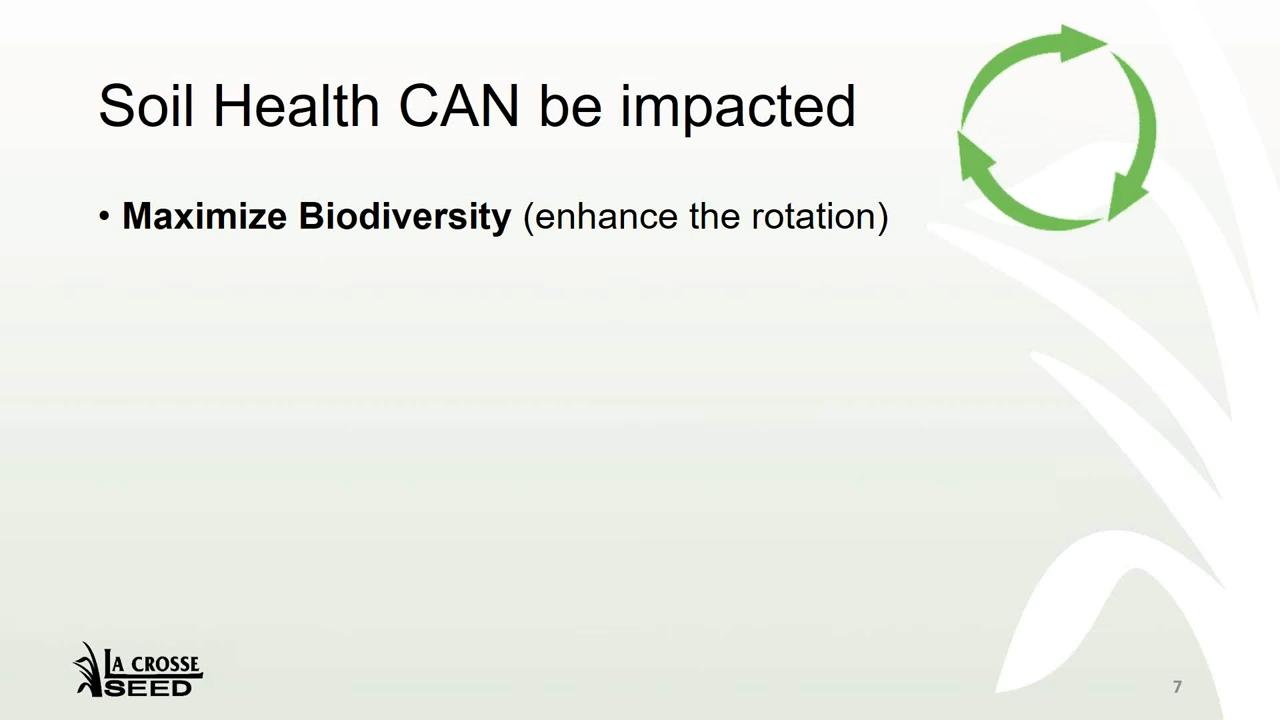 Soil Health CAN be impacted
• Maximize Biodiversity (enhance the rotation)
LA CROSSE
SEED
7